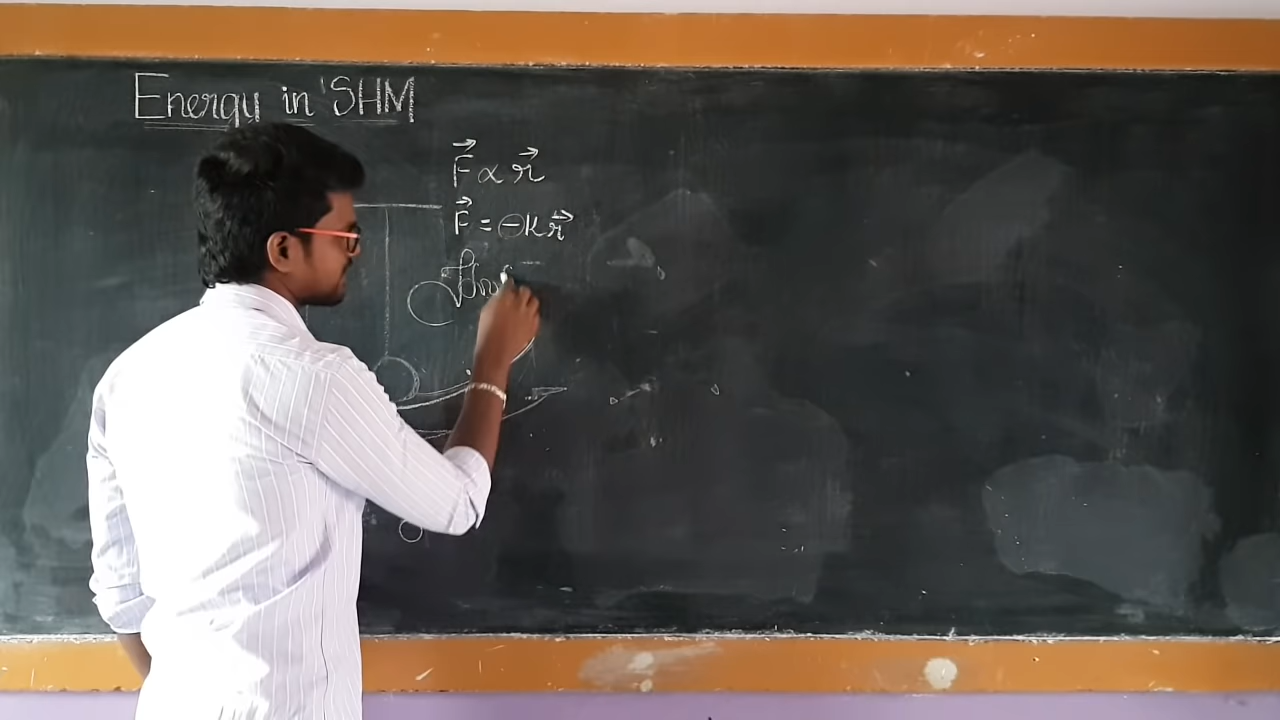 Energy in SHM
F⃗ ∝ r⃗
F⃗ = -K r⃗